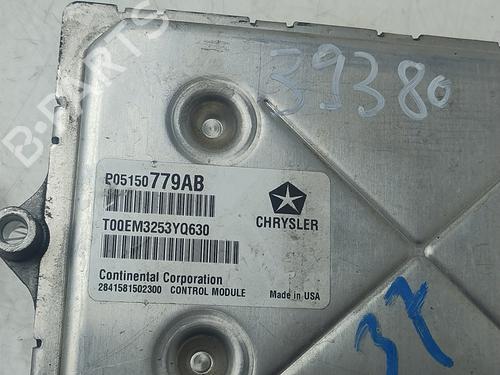 B-PARTS
39380
P05150779AB
CHRYSLER
T00EM3253YQ630
Continental Corporation
2841581502300 CONTROL MODULE Made in USA
37